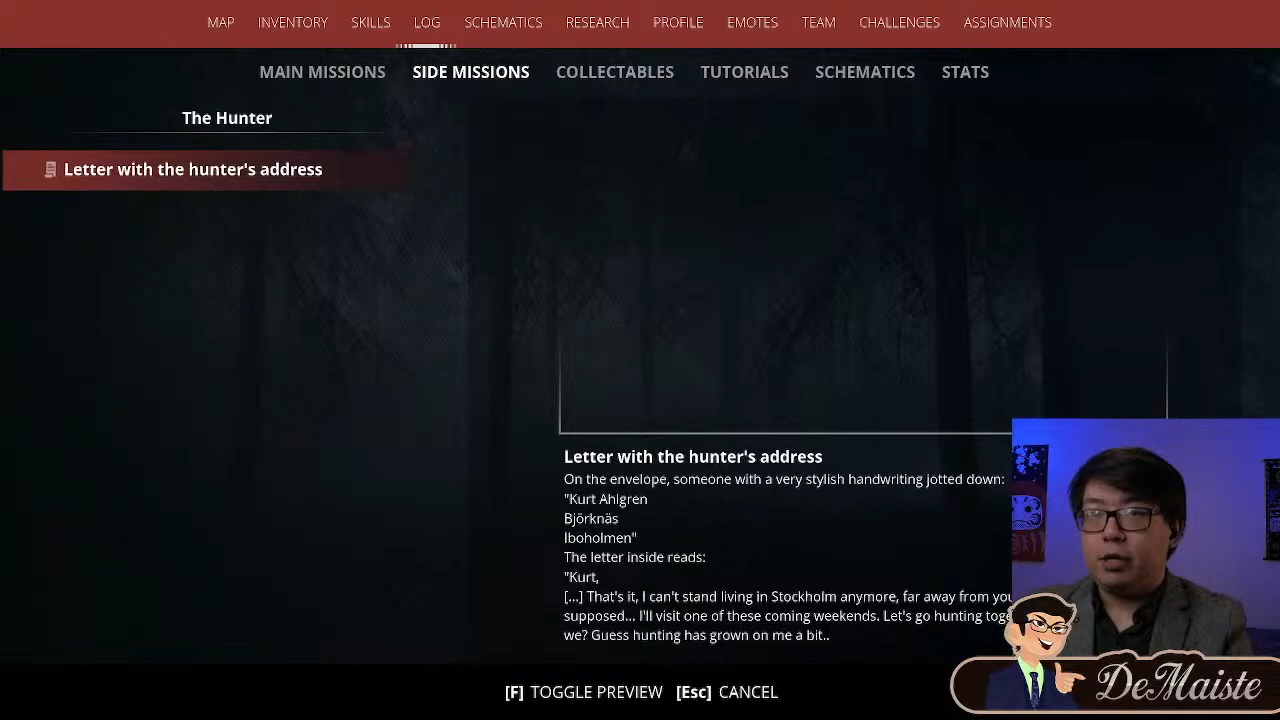 MAP INVENTORY SKILLS LOG SCHEMATICS RESEARCH PROFILE EMOTES TEAM CHALLENGES ASSIGNMENTS
MAIN MISSIONS SIDE MISSIONS COLLECTABLES TUTORIALS SCHEMATICS STATS
The Hunter
Letter with the hunter's address
Letter with the hunter's address
On the envelope, someone with a very stylish handwriting jotted down:
"Kurt Ahlgren
Björknäs
Iboholmen"
The letter inside reads:
"Kurt,
[...] That's it, I can't stand living in Stockholm anymore, far away from
supposed... I'll visit one of these coming weekends. Let's go hunting
we? Guess hunting has grown on me a bit..
[F] TOGGLE PREVIEW [Esc] CANCEL
DeMaiste